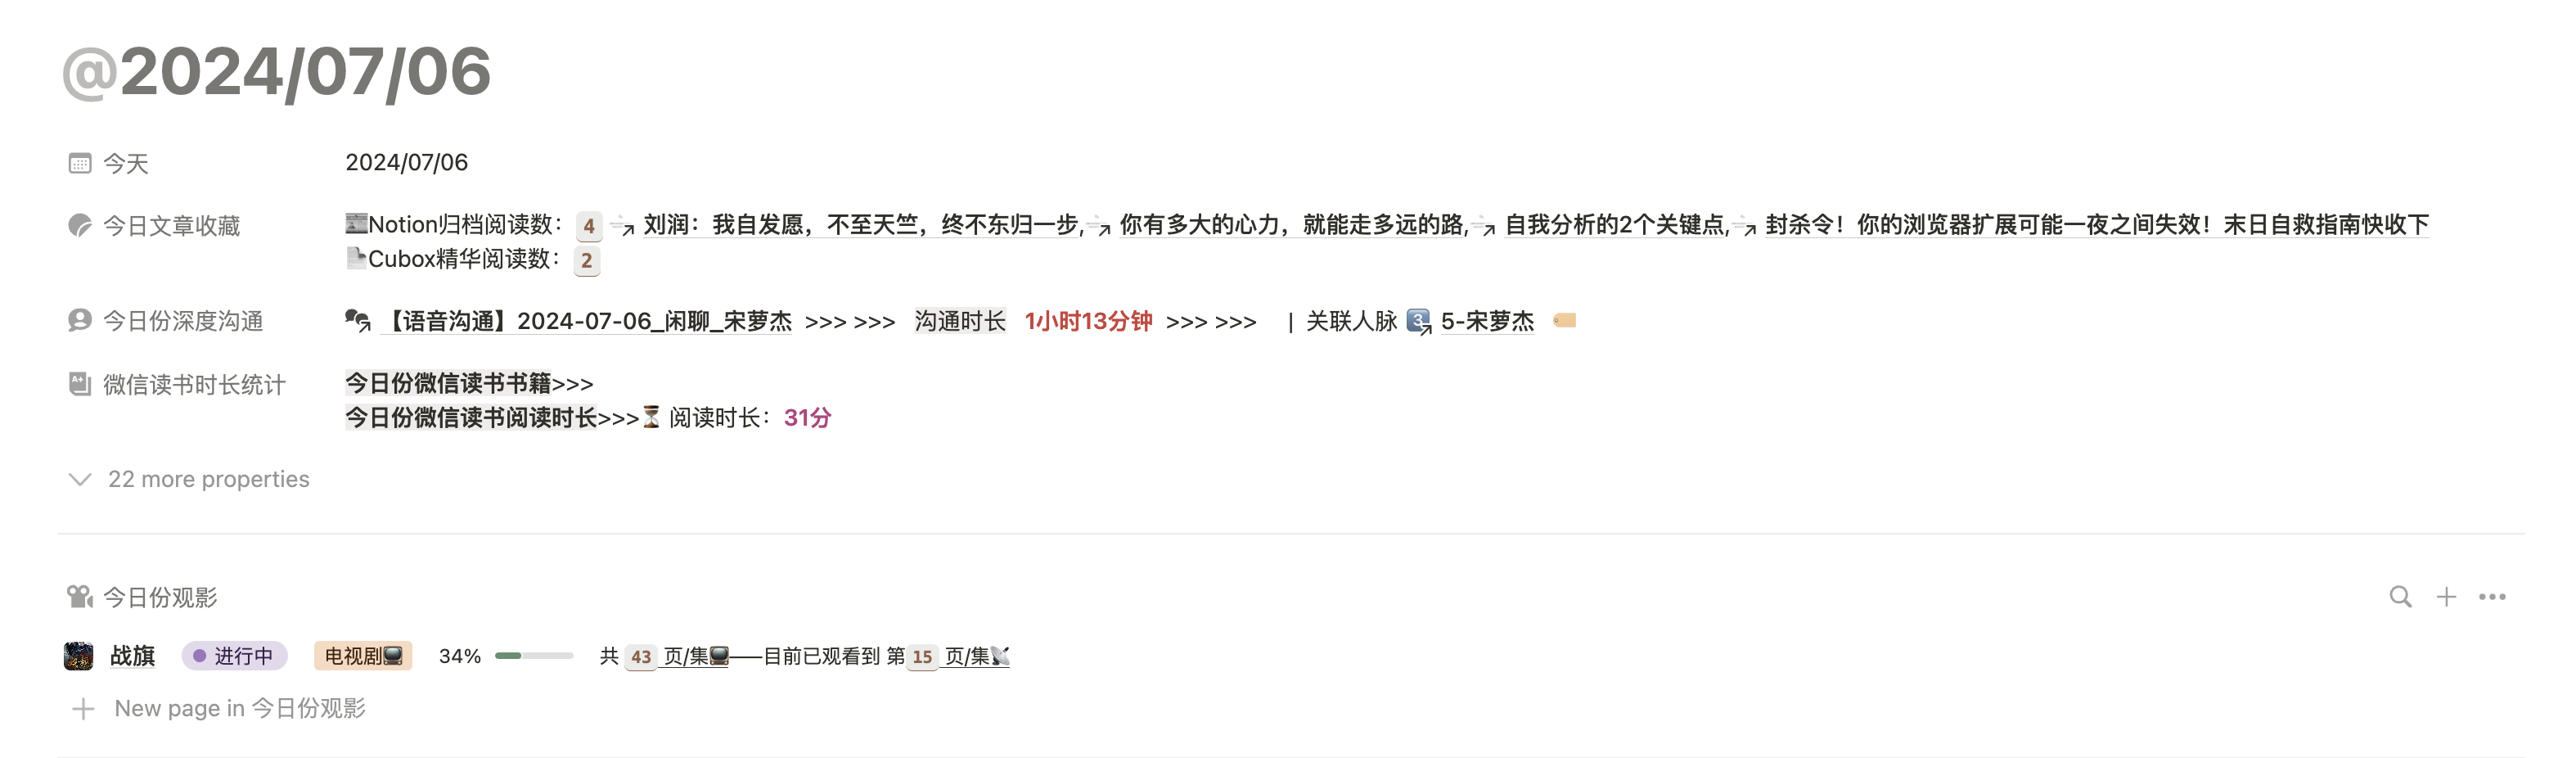 @2024/07/06
今天 2024/07/06
今日文章收藏 Notion归档阅读数： 4 刘润：我自发愿，不至天竺，终不东归一步, 你有多大的心力，就能走多远的路, 自我分析的2个关键点, 封杀令！你的浏览器扩展可能一夜之间失效！末日自救指南快收下
Cubox精华阅读数： 2
今日份深度沟通 【语音沟通】2024-07-06_闲聊_宋萝杰 >>> >>> 沟通时长 1小时13分钟 >>> >>> | 关联人脉 3 5-宋萝杰
微信读书时长统计 今日份微信读书书籍>>>
今日份微信读书阅读时长>>>⏳ 阅读时长：31分
22 more properties
今日份观影
战旗 进行中 电视剧📺 34% 共 43 页/集📺——目前已观看到 第 15 页/集📡
New page in 今日份观影